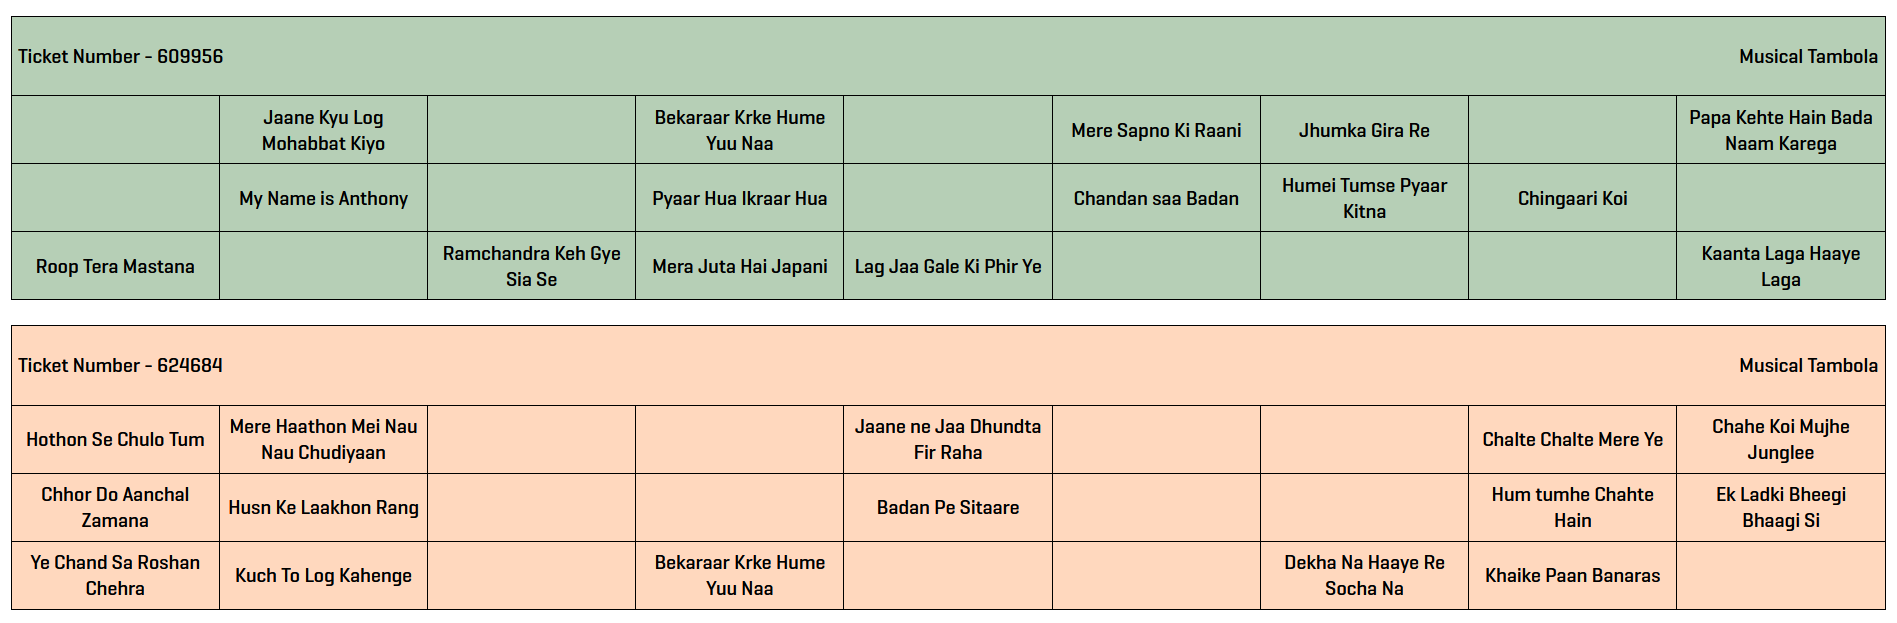 Ticket Number - 609956
Musical Tambola
Jaane Kyu Log
Mohabbat Kiyo
Bekaraar Krke Hume
Yuu Naa
Mere Sapno Ki Raani
Jhumka Gira Re
Papa Kehte Hain Bada
Naam Karega
My Name is Anthony
Pyaar Hua Ikraar Hua
Chandan saa Badan
Humei Tumse Pyaar
Kitna
Chingaari Koi
Roop Tera Mastana
Ramchandra Keh Gye
Sia Se
Mera Juta Hai Japani
Lag Jaa Gale Ki Phir Ye
Kaanta Laga Haaye
Laga
Ticket Number - 624684
Musical Tambola
Hothon Se Chulo Tum
Mere Haathon Mei Nau
Nau Chudiyaan
Jaane ne Jaa Dhundta
Fir Raha
Chalte Chalte Mere Ye
Chahe Koi Mujhe
Junglee
Chhor Do Aanchal
Zamana
Husn Ke Laakhon Rang
Badan Pe Sitaare
Hum tumhe Chahte
Hain
Ek Ladki Bheegi
Bhaagi Si
Ye Chand Sa Roshan
Chehra
Kuch To Log Kahenge
Bekaraar Krke Hume
Yuu Naa
Dekha Na Haaye Re
Socha Na
Khaike Paan Banaras